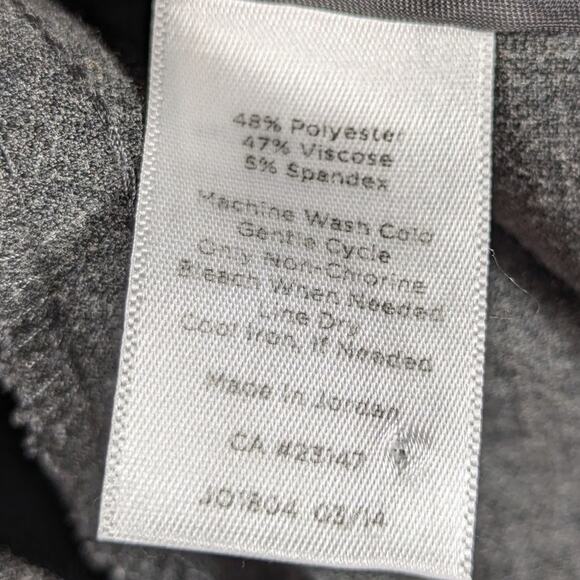 48% Polyester
47% Viscose
5% Spandex
Machine Wash Cold
Gentle Cycle
Only Non-Chlorine
Bleach When Needed
Line Dry
Cool Iron, If Needed
Made in Jordan
CA #23147
JO1804 03/14